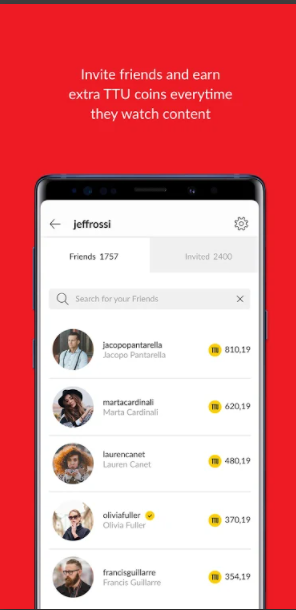 Invite friends and earn
extra TTU coins everytime
they watch content
jeffrossi
Friends 1757
Invited 2400
Search for your Friends
jacopopantarella
Jacopo Pantarella
810,19
martacardinali
Marta Cardinali
620,19
laurencanet
Lauren Canet
480,19
oliviafuller
Olivia Fuller
370,19
francisguillarre
Francis Guillarre
354,19